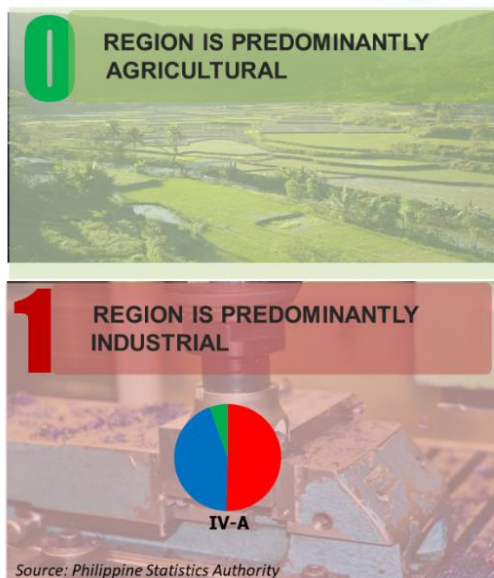 0
REGION IS PREDOMINANTLY
AGRICULTURAL
1
REGION IS PREDOMINANTLY
INDUSTRIAL
IV-A
Source: Philippine Statistics Authority